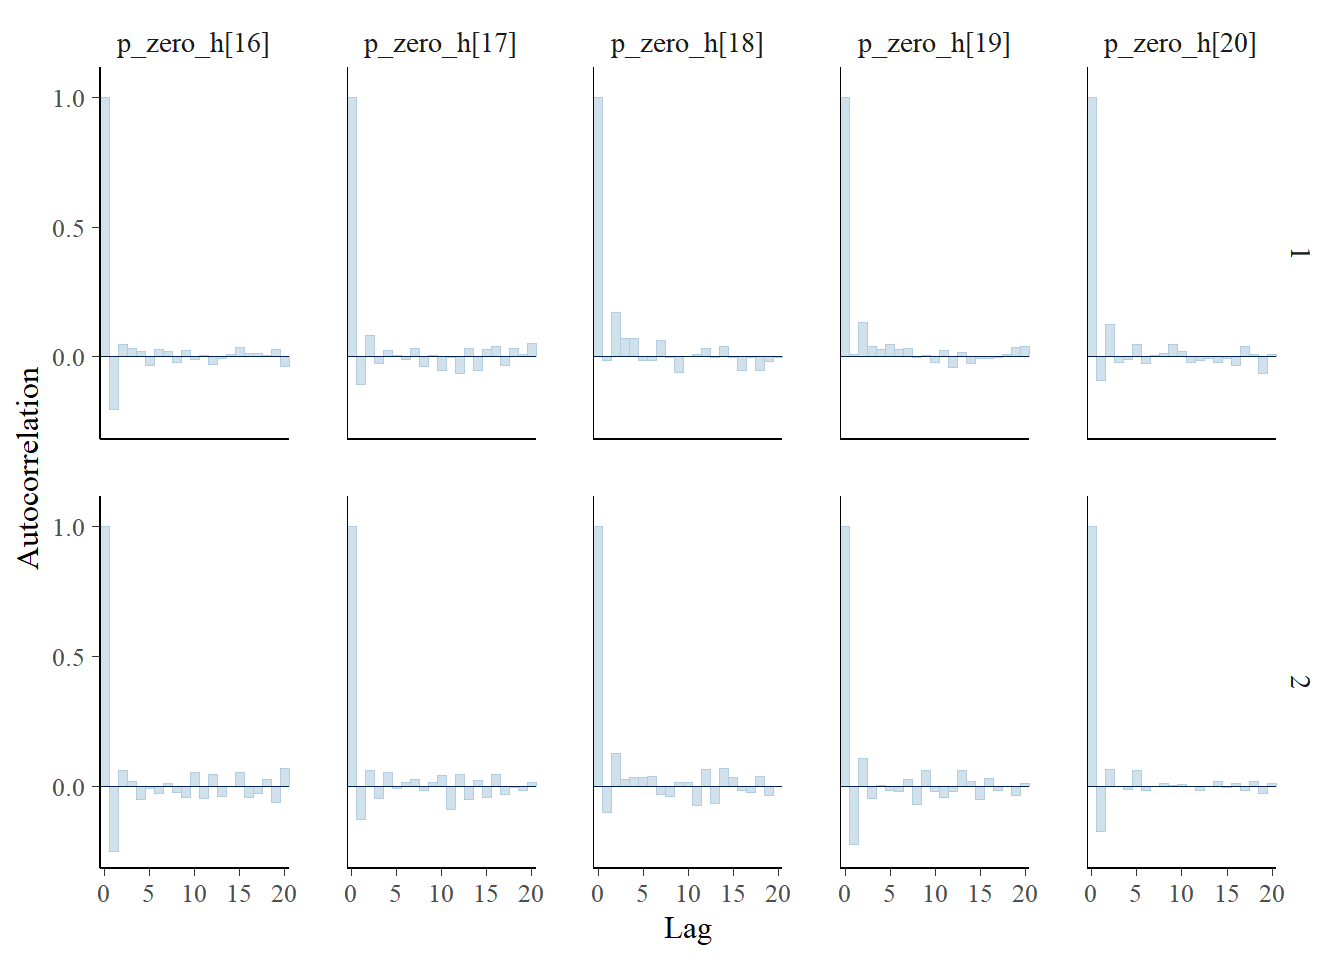 p_zero_h[16] p_zero_h[17] p_zero_h[18] p_zero_h[19] p_zero_h[20]
1.0
0.5
0.0
1
Autocorrelation
1.0
0.5
0.0
2
0 5 10 15 20 0 5 10 15 20 0 5 10 15 20 0 5 10 15 20 0 5 10 15 20
Lag